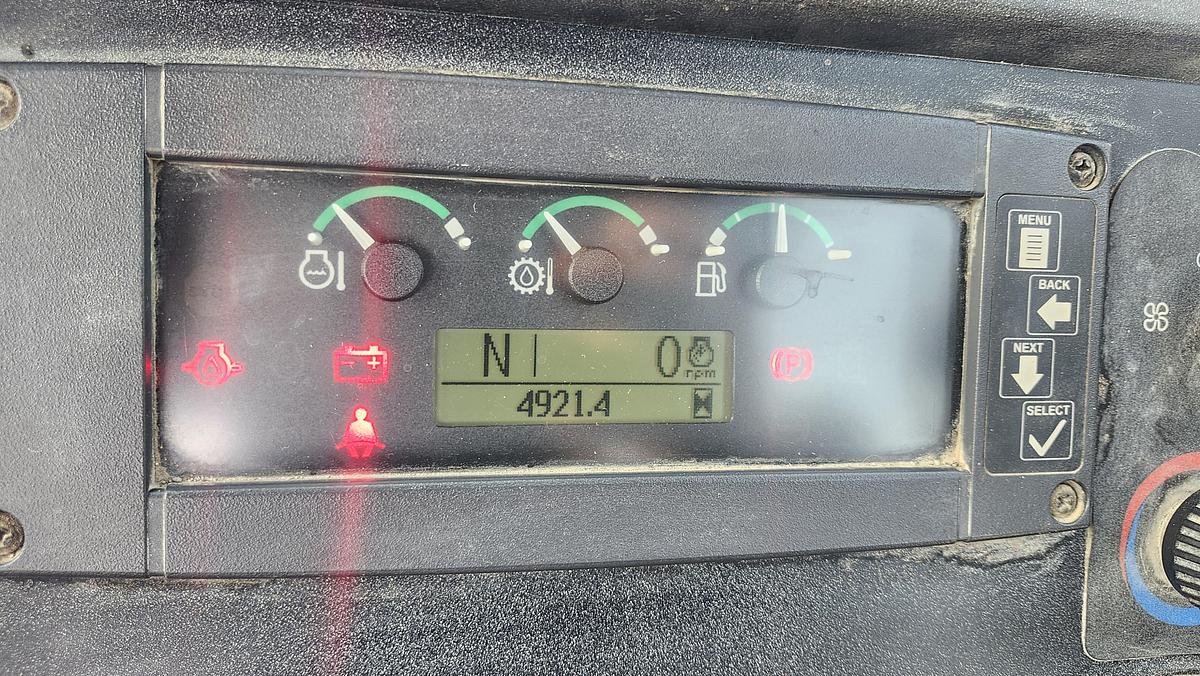 N 0
rpm
4921.4
P
MENU
BACK
NEXT
SELECT